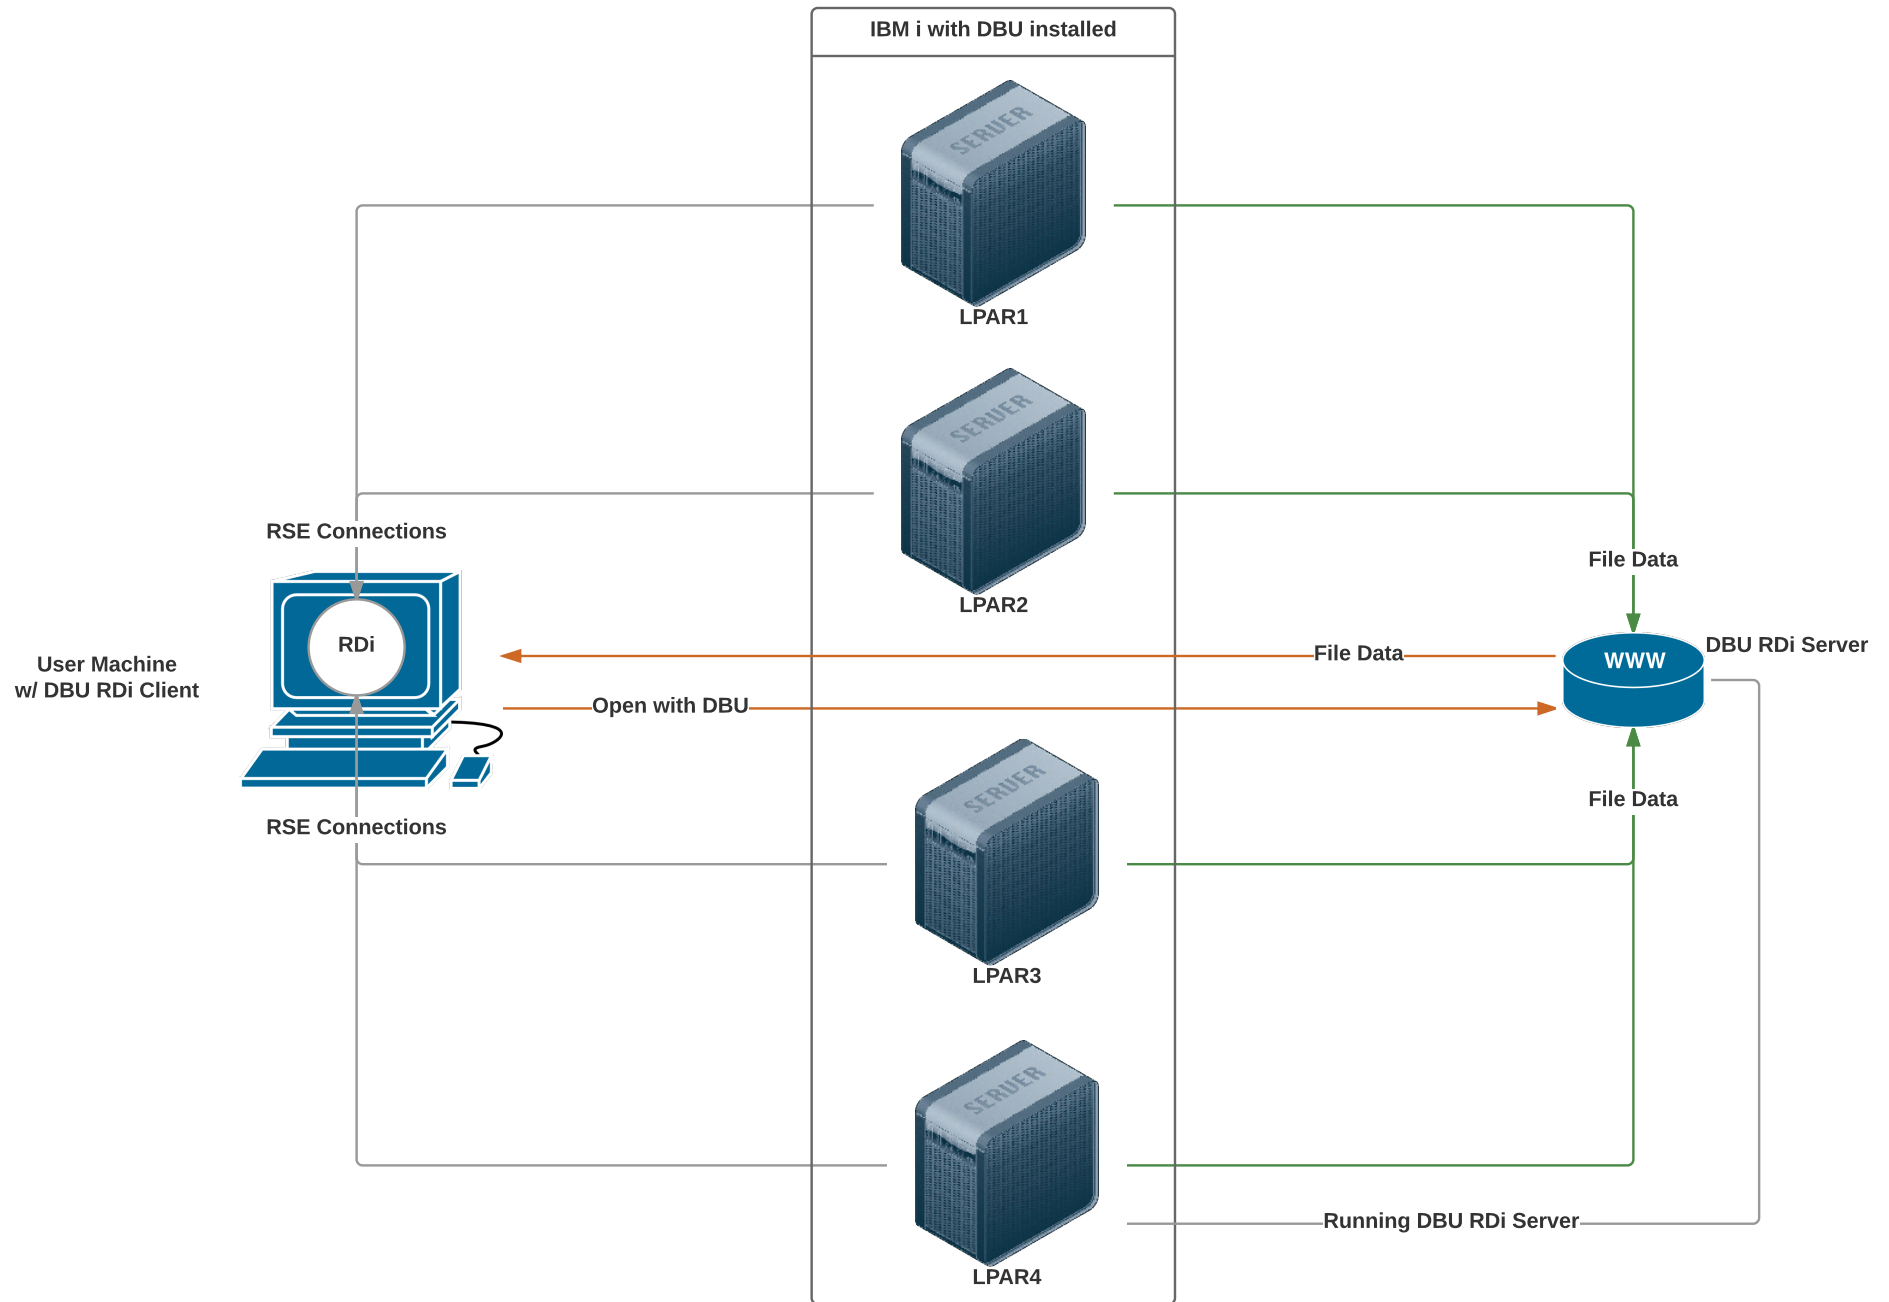 IBM i with DBU installed
SERVER
LPAR1
SERVER
LPAR2
RSE Connections
File Data
RDi
User Machine
w/ DBU RDi Client
File Data
WWW
DBU RDi Server
Open with DBU
SERVER
File Data
RSE Connections
LPAR3
SERVER
Running DBU RDi Server
LPAR4